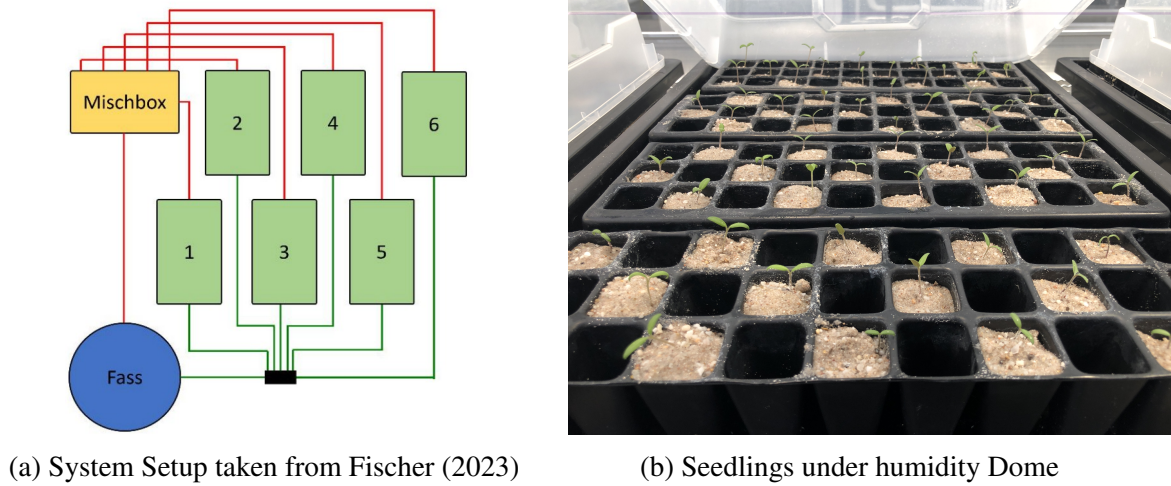 Mischbox
2
4
6
1
3
5
Fass
(a) System Setup taken from Fischer (2023)
(b) Seedlings under humidity Dome